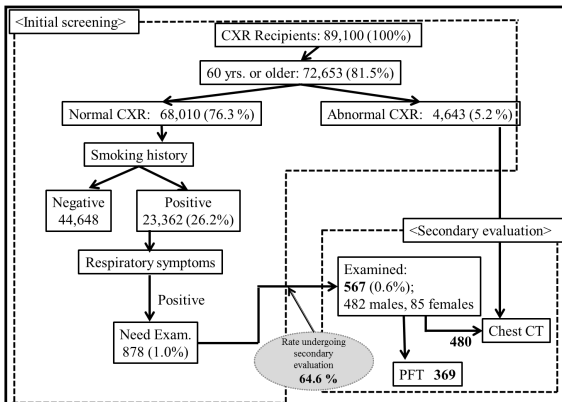 <Initial screening>
CXR Recipients: 89,100 (100%)
60 yrs. or older: 72,653 (81.5%)
Normal CXR: 68,010 (76.3 %)
Abnormal CXR: 4,643 (5.2 %)
Smoking history
Negative
44,648
Positive
23,362 (26.2%)
Respiratory symptoms
Positive
Need Exam.
878 (1.0%)
Rate undergoing
secondary
evaluation
64.6 %
<Secondary evaluation>
Examined:
567 (0.6%);
482 males, 85 females
480
Chest CT
PFT 369